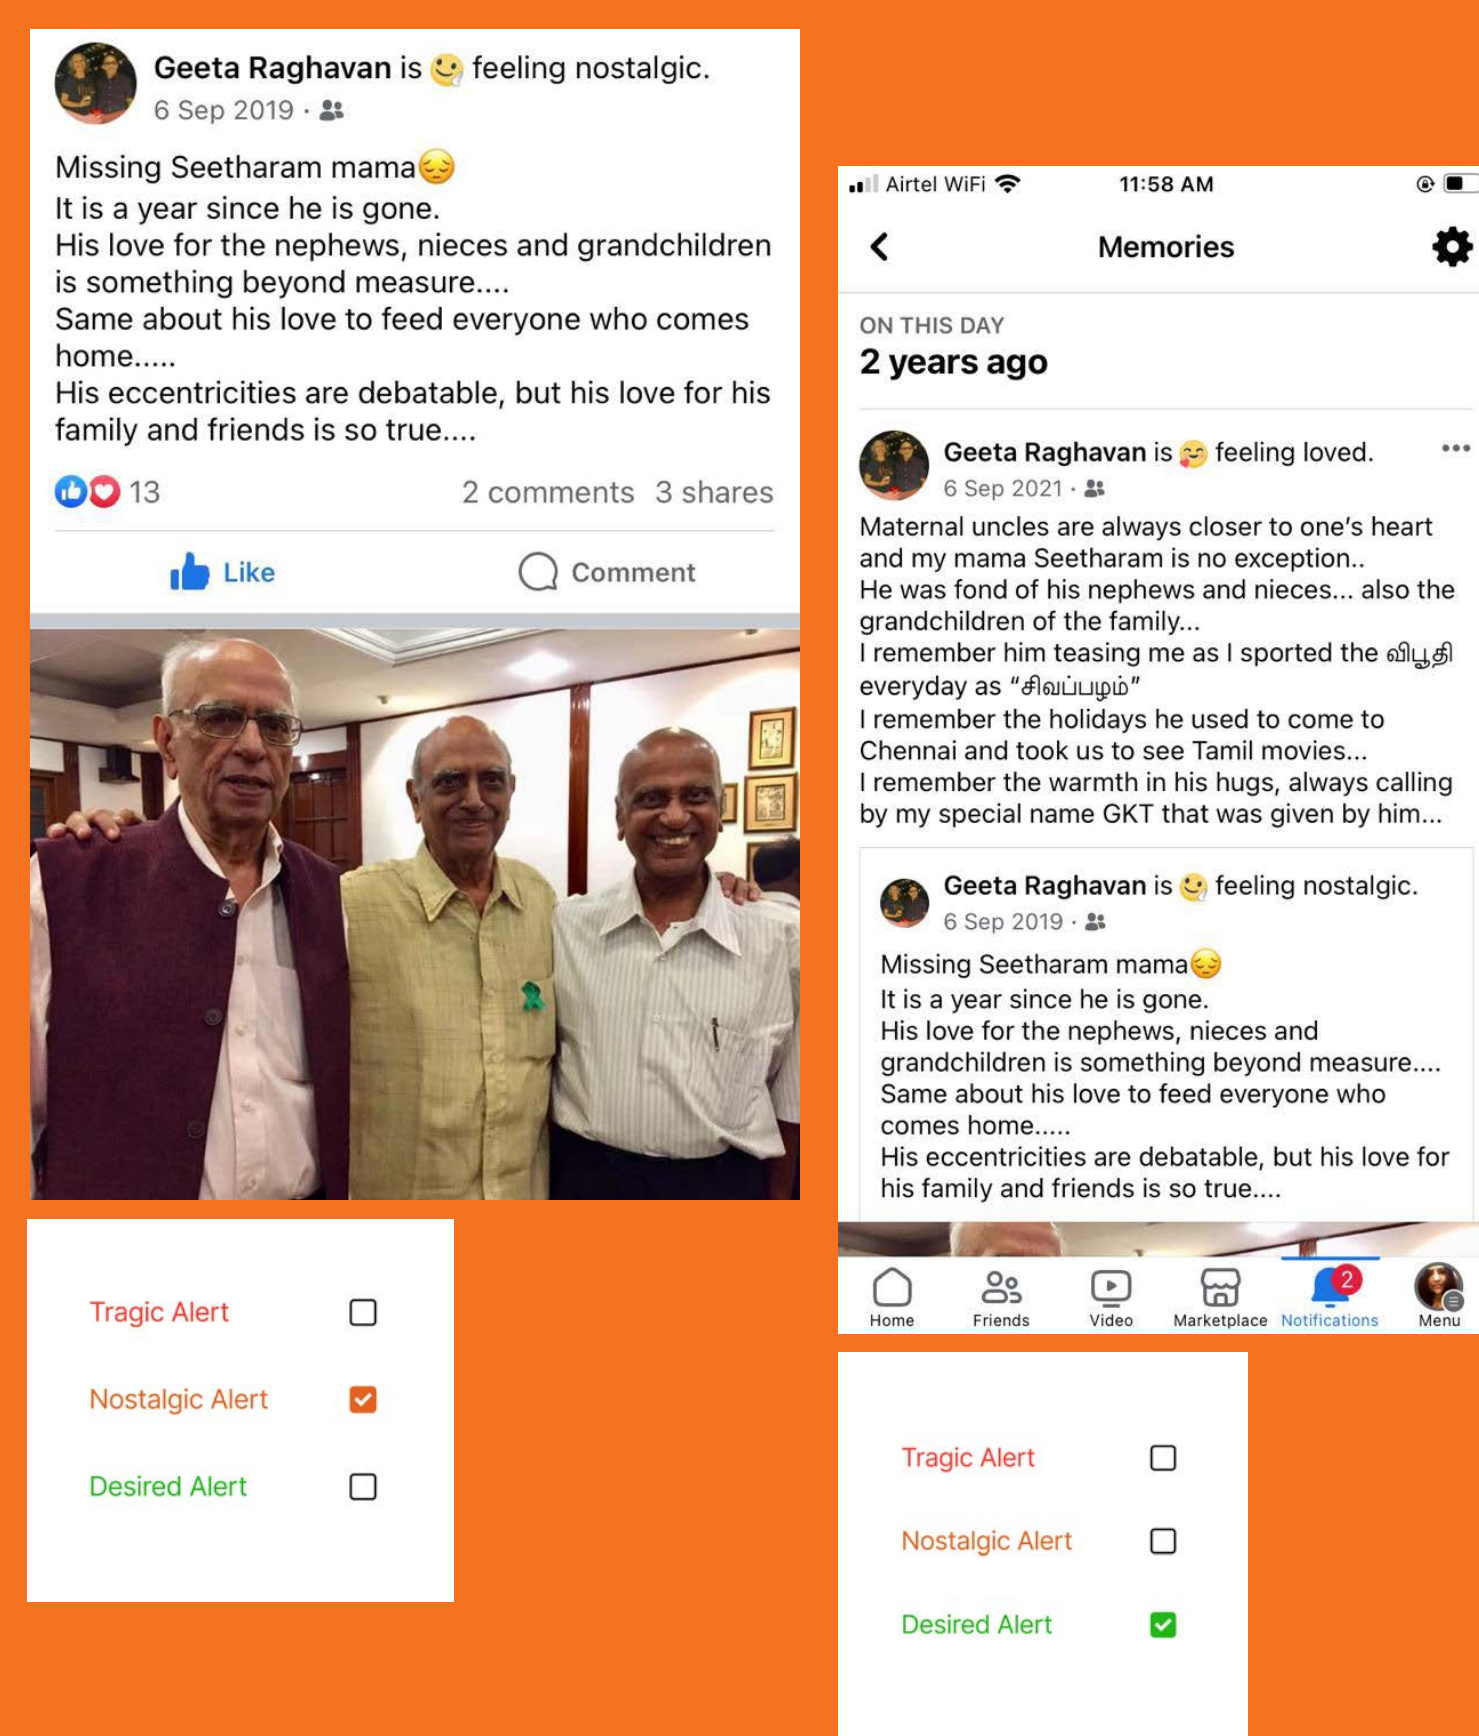 Geeta Raghavan is feeling nostalgic.
6 Sep 2019 ·
Missing Seetharam mama
It is a year since he is gone.
His love for the nephews, nieces and grandchildren
is something beyond measure....
Same about his love to feed everyone who comes
home.....
His eccentricities are debatable, but his love for his
family and friends is so true....
13 2 comments 3 shares
Like Comment
Tragic Alert
Nostalgic Alert
Desired Alert
Airtel WiFi 11:58 AM
Memories
ON THIS DAY
2 years ago
Geeta Raghavan is feeling loved.
6 Sep 2021 ·
Maternal uncles are always closer to one’s heart
and my mama Seetharam is no exception..
He was fond of his nephews and nieces... also the
grandchildren of the family...
I remember him teasing me as I sported the விபூதி
everyday as “சிவப்பழம்”
I remember the holidays he used to come to
Chennai and took us to see Tamil movies...
I remember the warmth in his hugs, always calling
by my special name GKT that was given by him...
Geeta Raghavan is feeling nostalgic.
6 Sep 2019 ·
Missing Seetharam mama
It is a year since he is gone.
His love for the nephews, nieces and
grandchildren is something beyond measure....
Same about his love to feed everyone who
comes home.....
His eccentricities are debatable, but his love for
his family and friends is so true....
2
Home Friends Video Marketplace Notifications Menu
Tragic Alert
Nostalgic Alert
Desired Alert